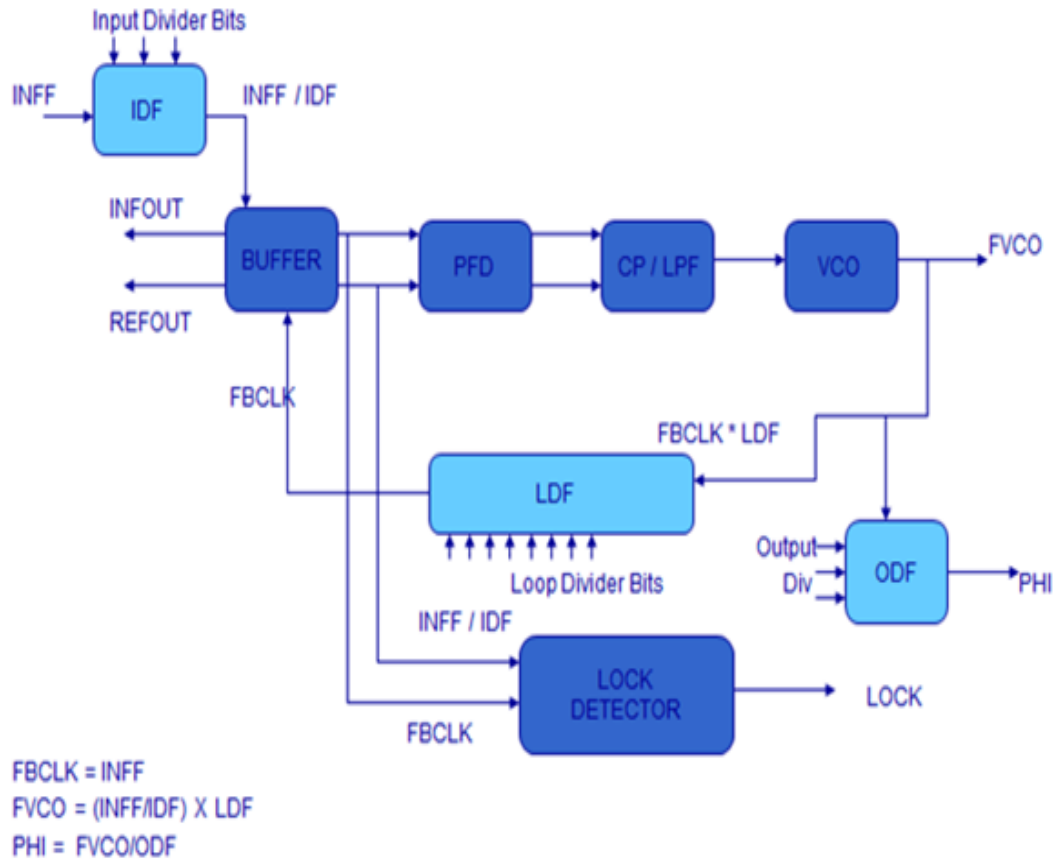 Input Divider Bits
INFF
IDF
INFF / IDF
INFOUT
BUFFER
PFD
CP / LPF
VCO
FVCO
REFOUT
FBCLK
FBCLK * LDF
LDF
Output
Div
ODF
PHI
Loop Divider Bits
INFF / IDF
LOCK
DETECTOR
LOCK
FBCLK
FBCLK = INFF
FVCO = (INFF/IDF) X LDF
PHI = FVCO/ODF